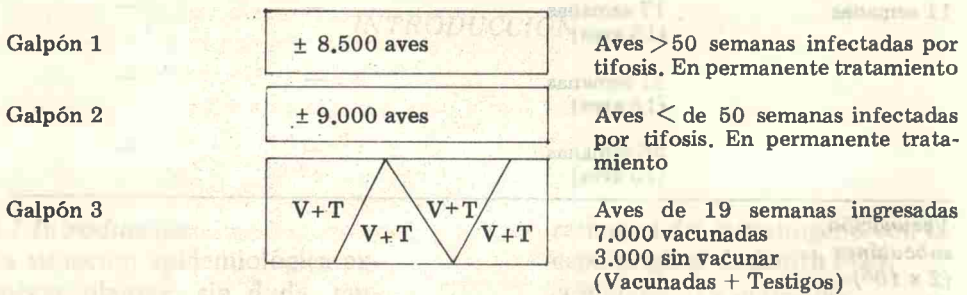 Galpón 1
± 8.500 aves
Aves >50 semanas infectadas por
tifosis. En permanente tratamiento
Galpón 2
± 9.000 aves
Aves < de 50 semanas infectadas
por tifosis. En permanente trata-
miento
Galpón 3
V+T
V+T
V+T
V+T
Aves de 19 semanas ingresadas
7.000 vacunadas
3.000 sin vacunar
(Vacunadas + Testigos)